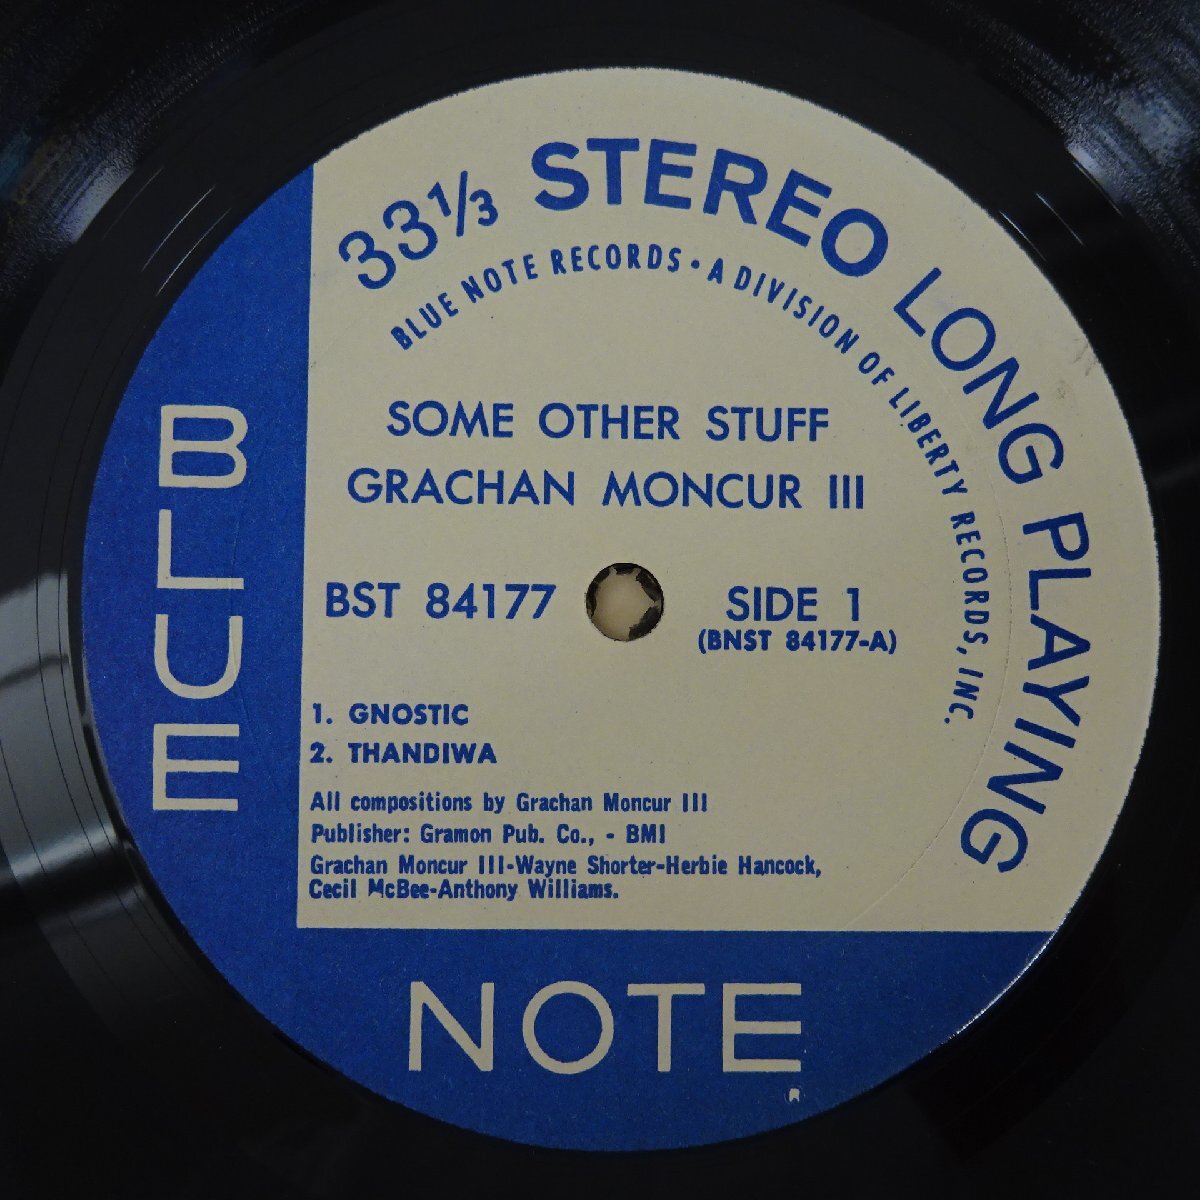 33⅓ STEREO LONG PLAYING
BLUE NOTE RECORDS • A DIVISION OF LIBERTY RECORDS, INC.
SOME OTHER STUFF
GRACHAN MONCUR III
BST 84177
SIDE 1
(BNST 84177-A)
1. GNOSTIC
2. THANDIWA
All compositions by Grachan Moncur III
Publisher: Gramon Pub. Co., - BMI
Grachan Moncur III-Wayne Shorter-Herbie Hancock,
Cecil McBee-Anthony Williams.
BLUE
NOTE
R